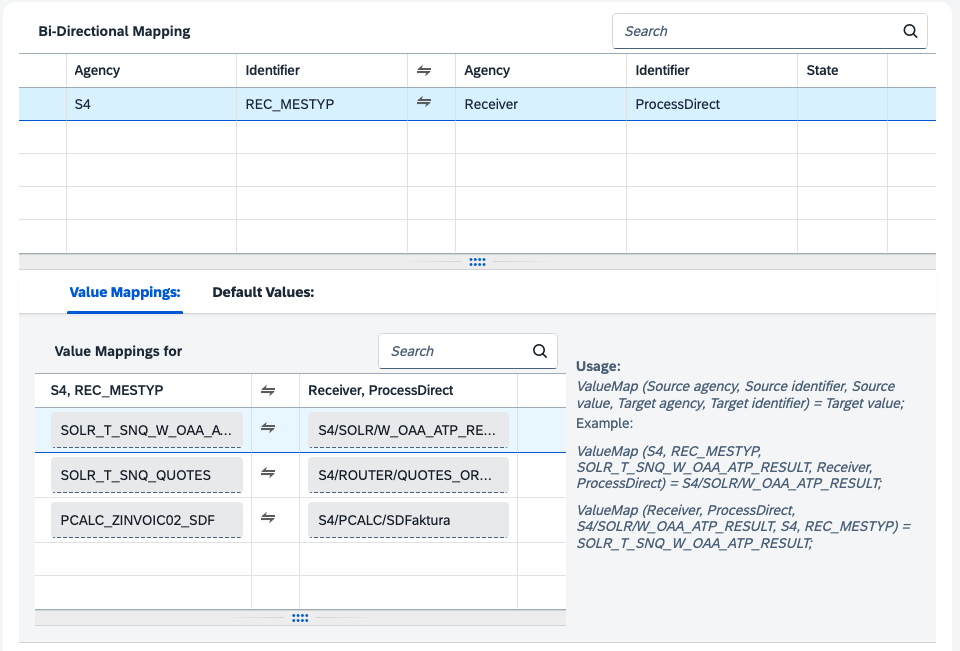 Bi-Directional Mapping
Search
Agency Identifier ⇌ Agency Identifier State
S4 REC_MESTYP ⇌ Receiver ProcessDirect
Value Mappings: Default Values:
Value Mappings for
Search
S4, REC_MESTYP ⇌ Receiver, ProcessDirect
SOLR_T_SNQ_W_OAA_A... ⇌ S4/SOLR/W_OAA_ATP_RE...
SOLR_T_SNQ_QUOTES ⇌ S4/ROUTER/QUOTES_OR...
PCALC_ZINVOIC02_SDF ⇌ S4/PCALC/SDFaktura
Usage:
ValueMap (Source agency, Source identifier, Source
value, Target agency, Target identifier) = Target value;
Example:
ValueMap (S4, REC_MESTYP,
SOLR_T_SNQ_W_OAA_ATP_RESULT, Receiver,
ProcessDirect) = S4/SOLR/W_OAA_ATP_RESULT;
ValueMap (Receiver, ProcessDirect,
S4/SOLR/W_OAA_ATP_RESULT, S4, REC_MESTYP) =
SOLR_T_SNQ_W_OAA_ATP_RESULT;